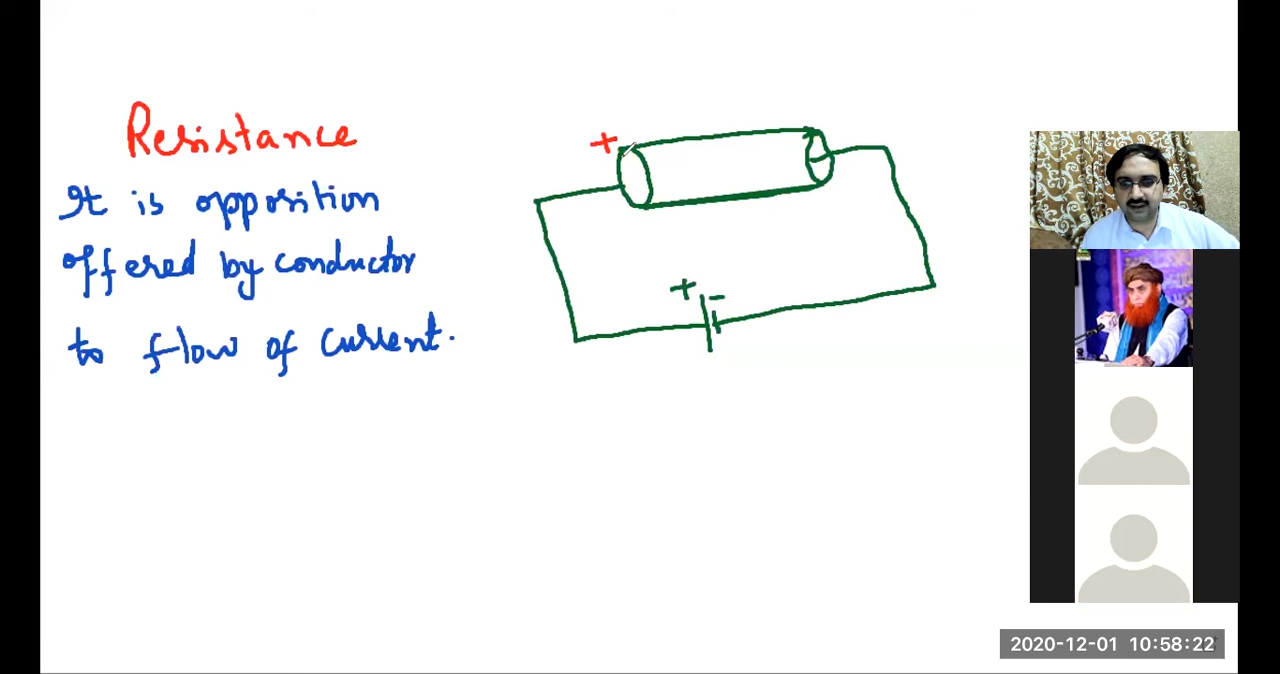 Resistance
It is opposition
offered by conductor
to flow of current.
+
+
-
2020-12-01 10:58:22